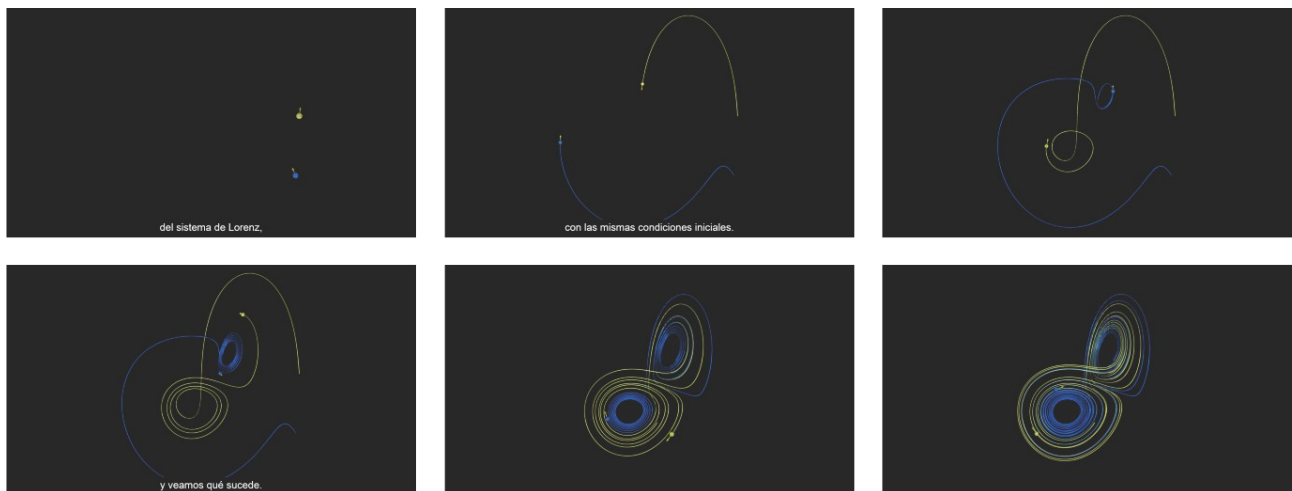 del sistema de Lorenz,
con las mismas condiciones iniciales.
y veamos qué sucede.